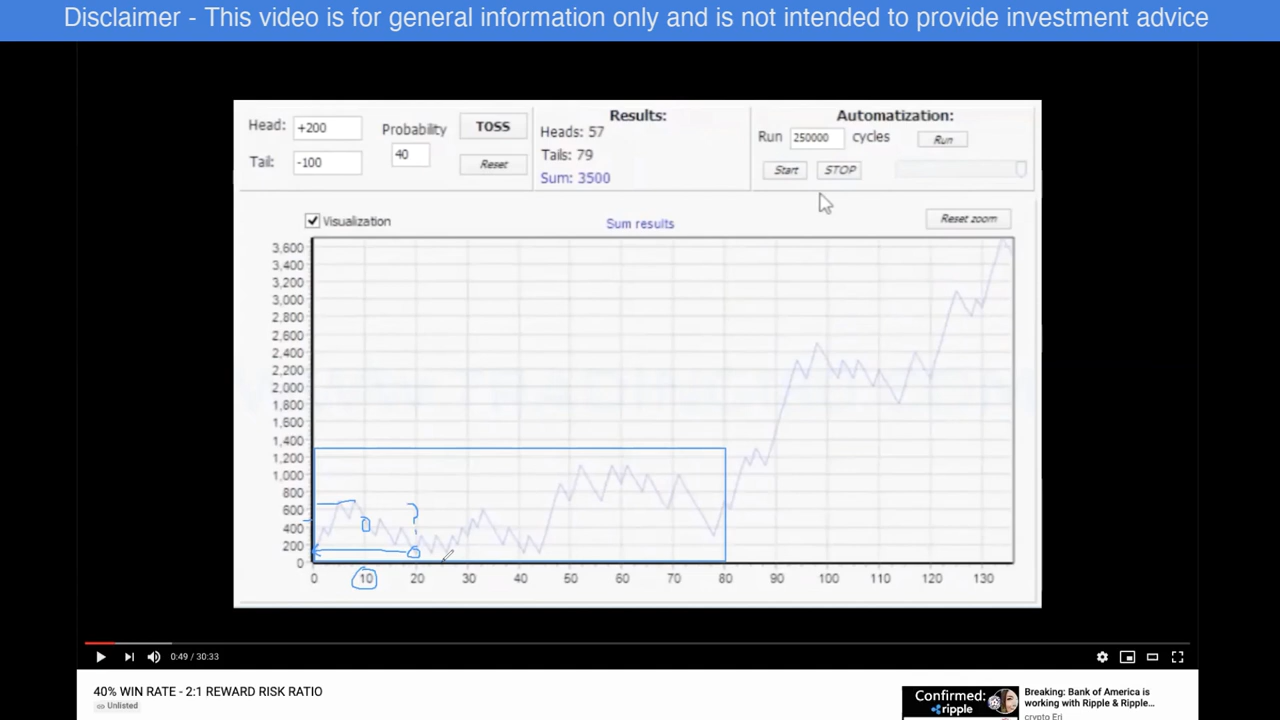 Disclaimer - This video is for general information only and is not intended to provide investment advice
Head: +200
Tail: -100
Probability
40
TOSS
Reset
Results:
Heads: 57
Tails: 79
Sum: 3500
Automatization:
Run 250000 cycles Run
Start STOP
Visualization
Sum results
Reset zoom
3,600
3,400
3,200
3,000
2,800
2,600
2,400
2,200
2,000
1,800
1,600
1,400
1,200
1,000
800
600
400
200
0
0 10 20 30 40 50 60 70 80 90 100 110 120 130
0:49 / 30:33
40% WIN RATE - 2:1 REWARD RISK RATIO
Unlisted
Confirmed:
ripple
Breaking: Bank of America is
working with Ripple & Ripple...
crypto Eri